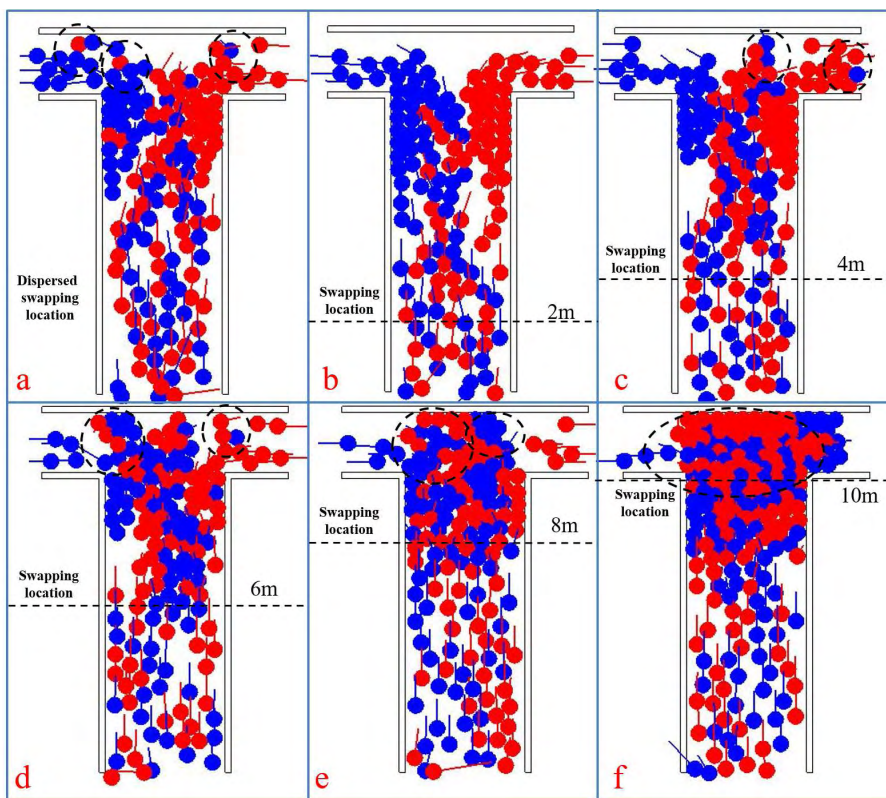 Dispersed
swapping
location
a
Swapping
location
2m
b
Swapping
location
4m
c
Swapping
location
6m
d
Swapping
location
8m
e
Swapping
location
10m
f